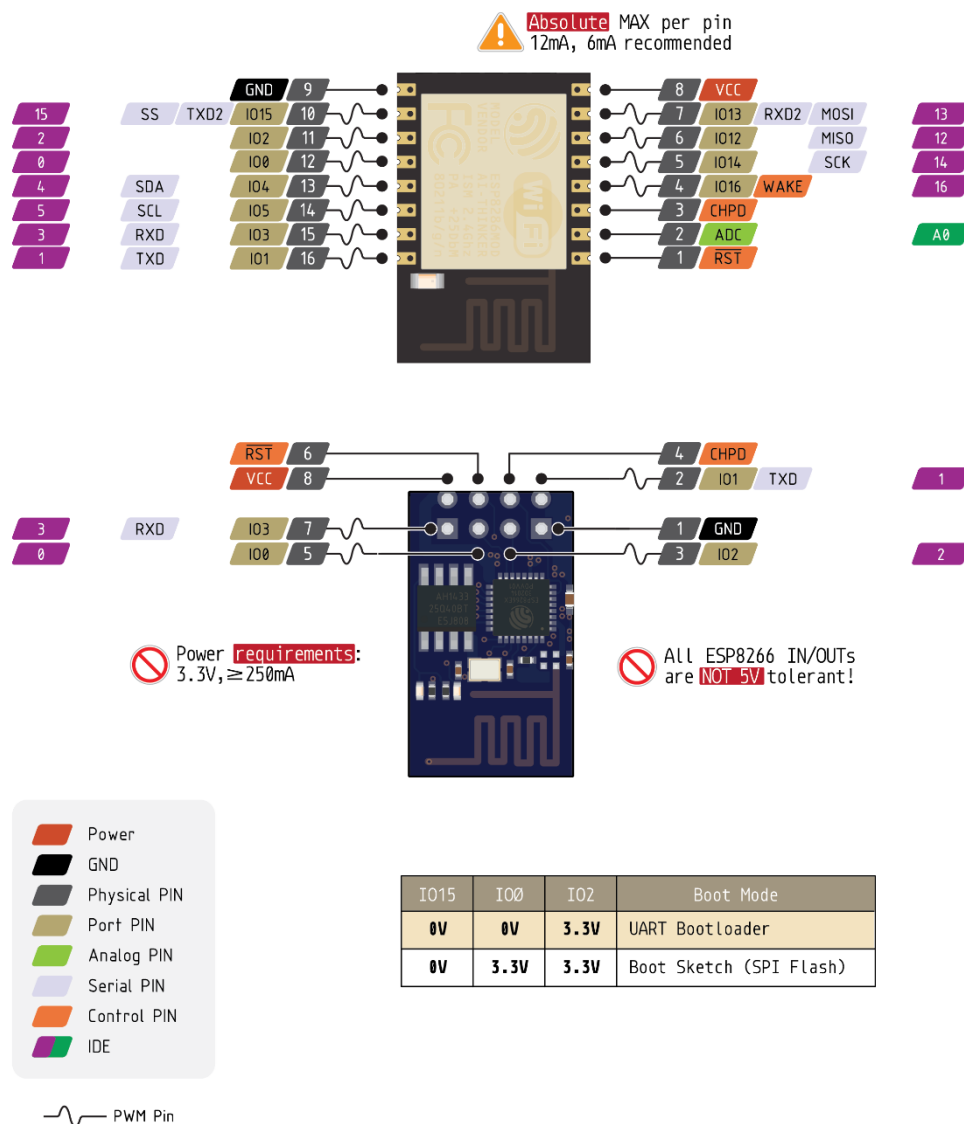 Absolute MAX per pin
12mA, 6mA recommended
GND 9 8 VCC
15 SS TXD2 IO15 10 7 IO13 RXD2 MOSI 13
2 IO2 11 6 IO12 MISO 12
0 IO0 12 5 IO14 SCK 14
4 SDA IO4 13 4 IO16 WAKE 16
5 SCL IO5 14 3 CHPD
3 RXD IO3 15 2 ADC A0
1 TXD IO1 16 1 RST
FCC
WiFi
RST 6 4 CHPD
VCC 8 2 IO1 TXD 1
3 RXD IO3 7 1 GND
0 IO0 5 3 IO2 2
Power requirements:
3.3V, ≥250mA
All ESP8266 IN/OUTs
are NOT 5V tolerant!
Power
GND
Physical PIN
Port PIN
Analog PIN
Serial PIN
Control PIN
IDE
PWM Pin
IO15 IO0 IO2 Boot Mode
0V 0V 3.3V UART Bootloader
0V 3.3V 3.3V Boot Sketch (SPI Flash)